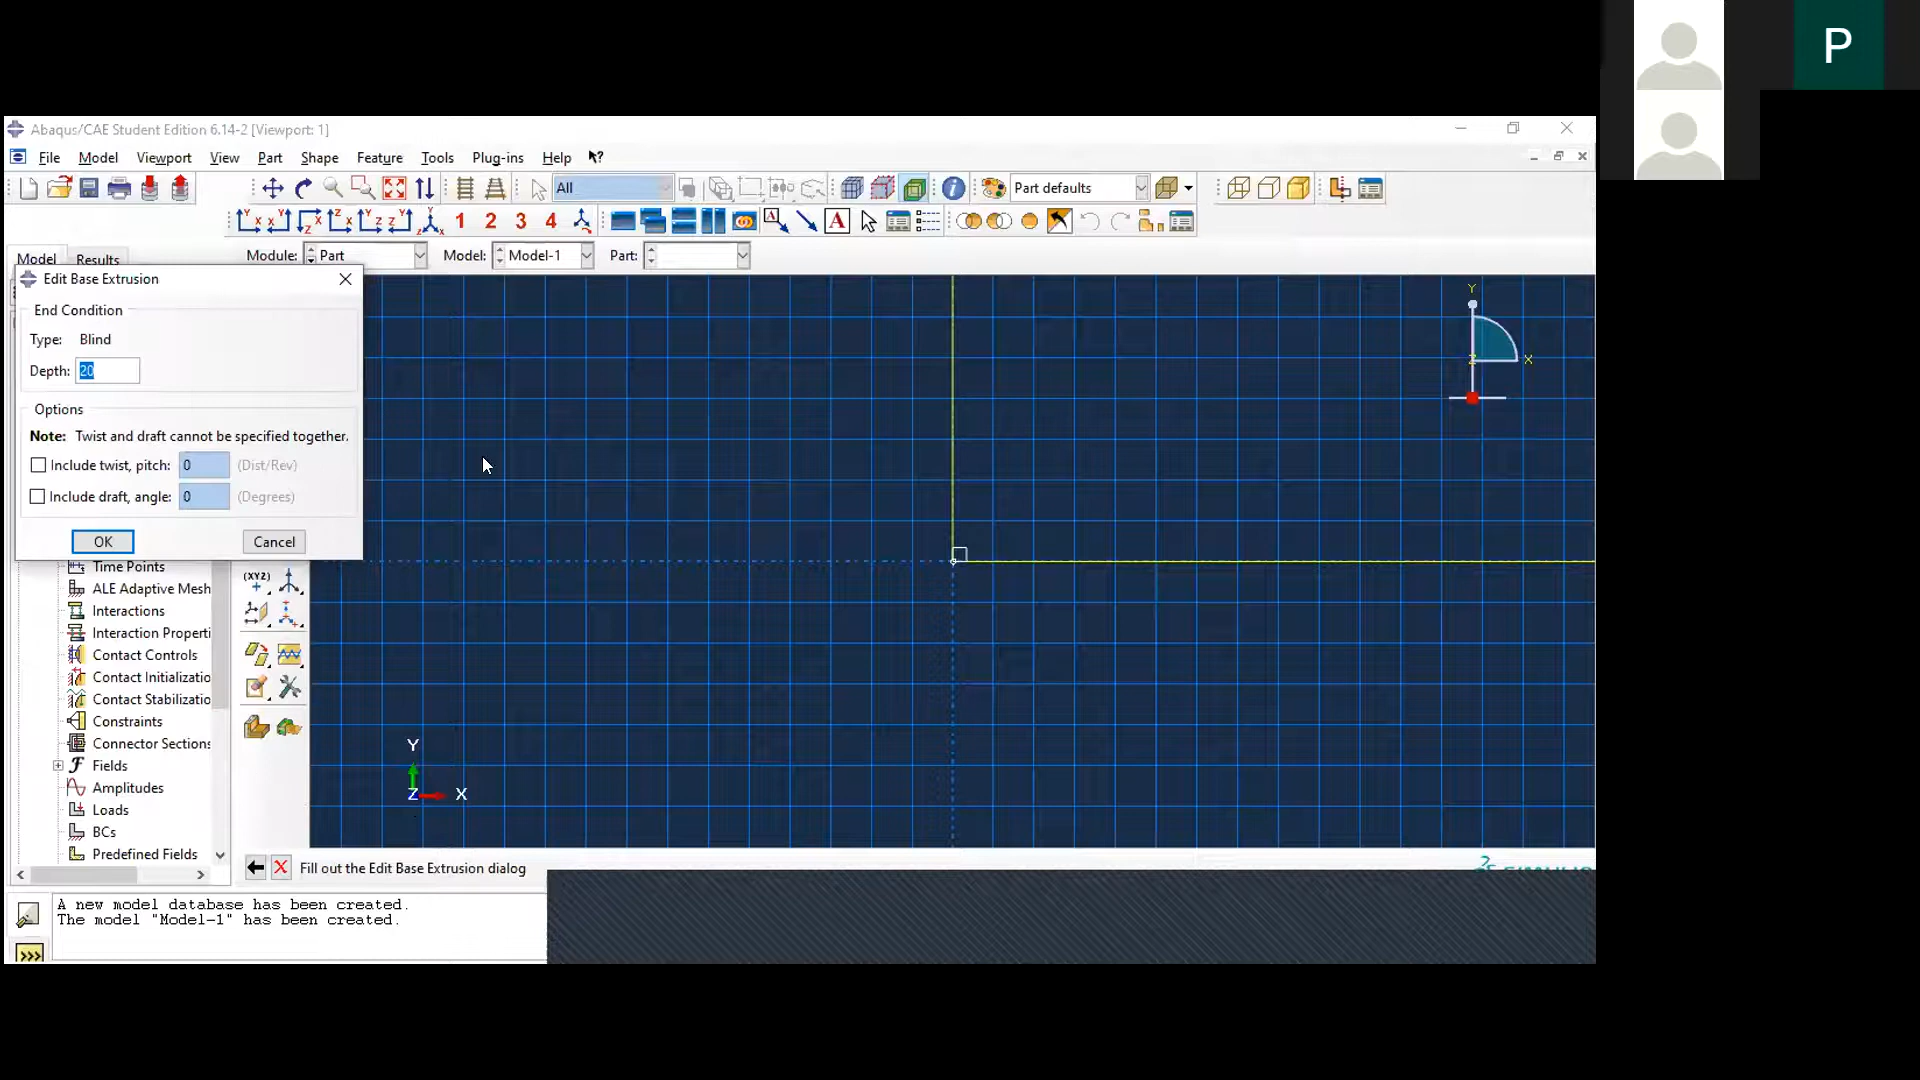 P
Abaqus/CAE Student Edition 6.14-2 [Viewport: 1]
File Model Viewport View Part Shape Feature Tools Plug-ins Help
All Part defaults
1 2 3 4 A
Module: Part Model: Model-1 Part:
Model Results
Edit Base Extrusion
End Condition
Type: Blind
Depth: 20
Options
Note: Twist and draft cannot be specified together.
Include twist, pitch: 0 (Dist/Rev)
Include draft, angle: 0 (Degrees)
OK Cancel
Y
Z X
Time Points
ALE Adaptive Mesh
Interactions
Interaction Properti
Contact Controls
Contact Initializatio
Contact Stabilizatio
Constraints
Connector Sections
Fields
Amplitudes
Loads
BCs
Predefined Fields
(XYZ)
Y
Z X
Fill out the Edit Base Extrusion dialog
A new model database has been created.
The model "Model-1" has been created.
>>>